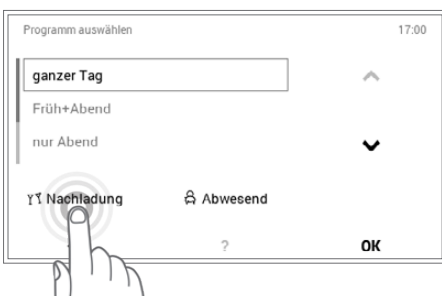 Programm auswählen 17:00
ganzer Tag
Früh+Abend
nur Abend
Nachladung Abwesend
? OK